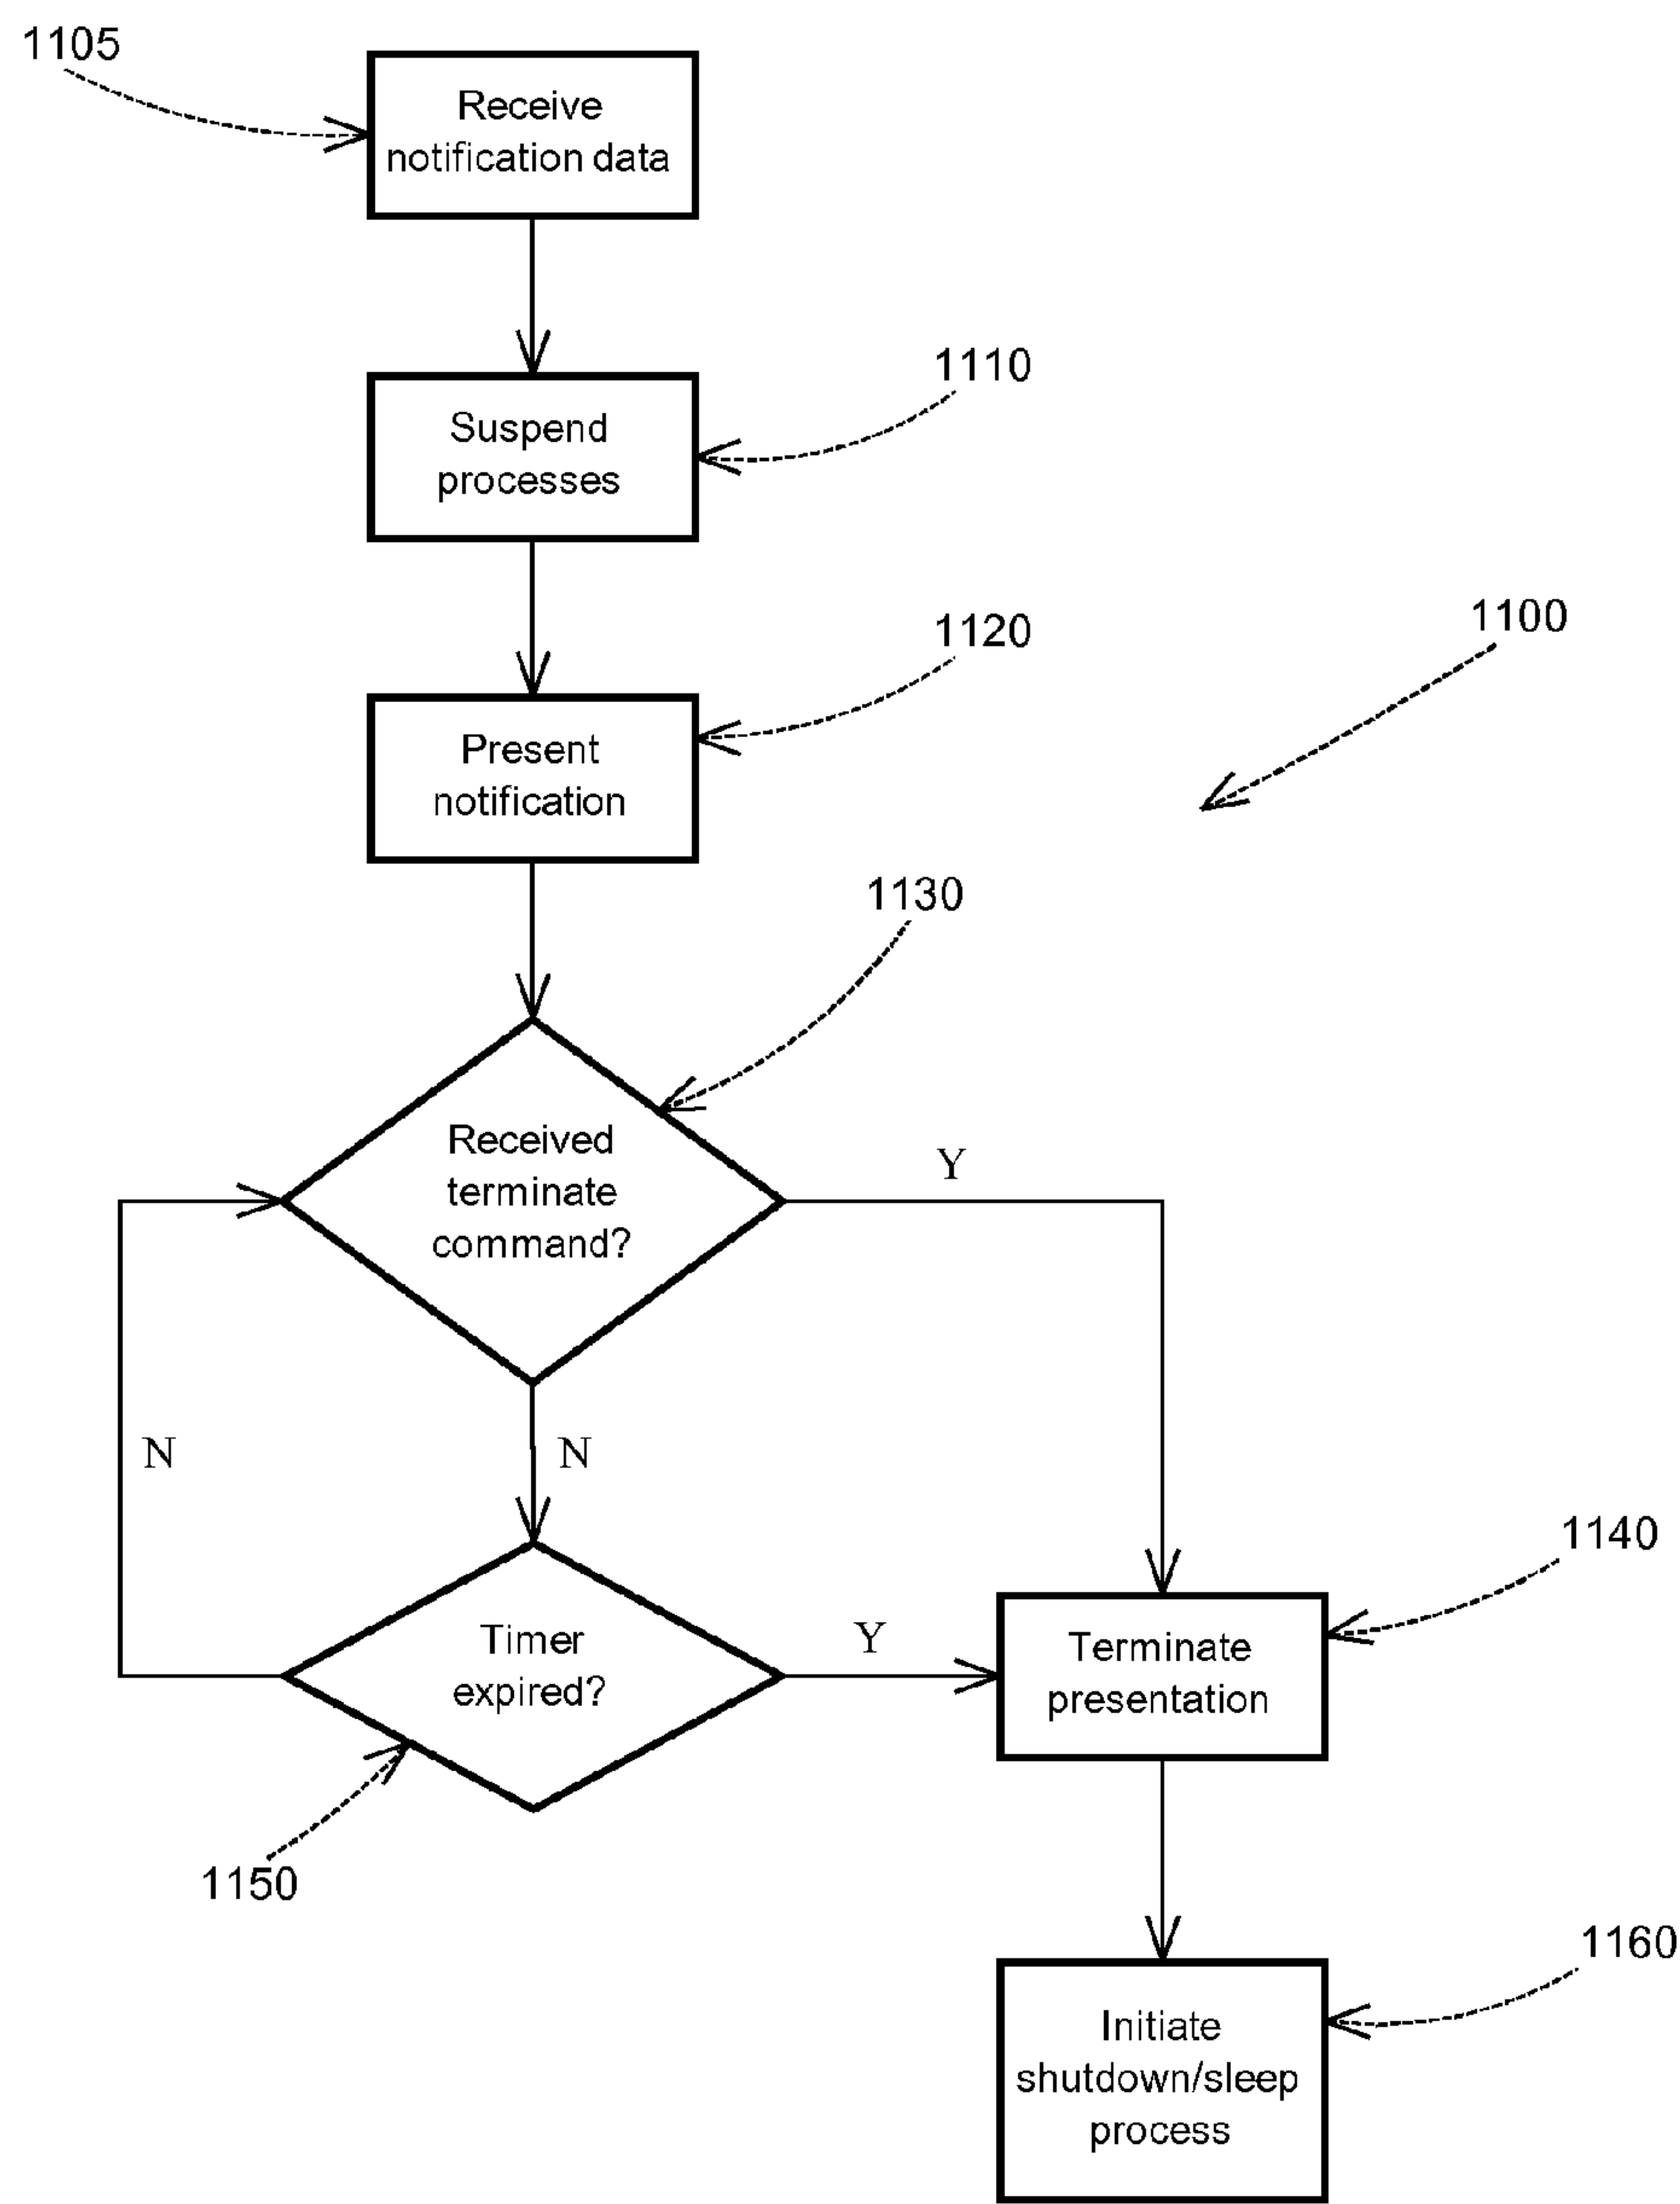 1105
Receive
notification data
1110
Suspend
processes
1120
1100
Present
notification
1130
Received
terminate
command?
Y
N
N
1140
Timer
expired?
Y
Terminate
presentation
1150
1160
Initiate
shutdown/sleep
process